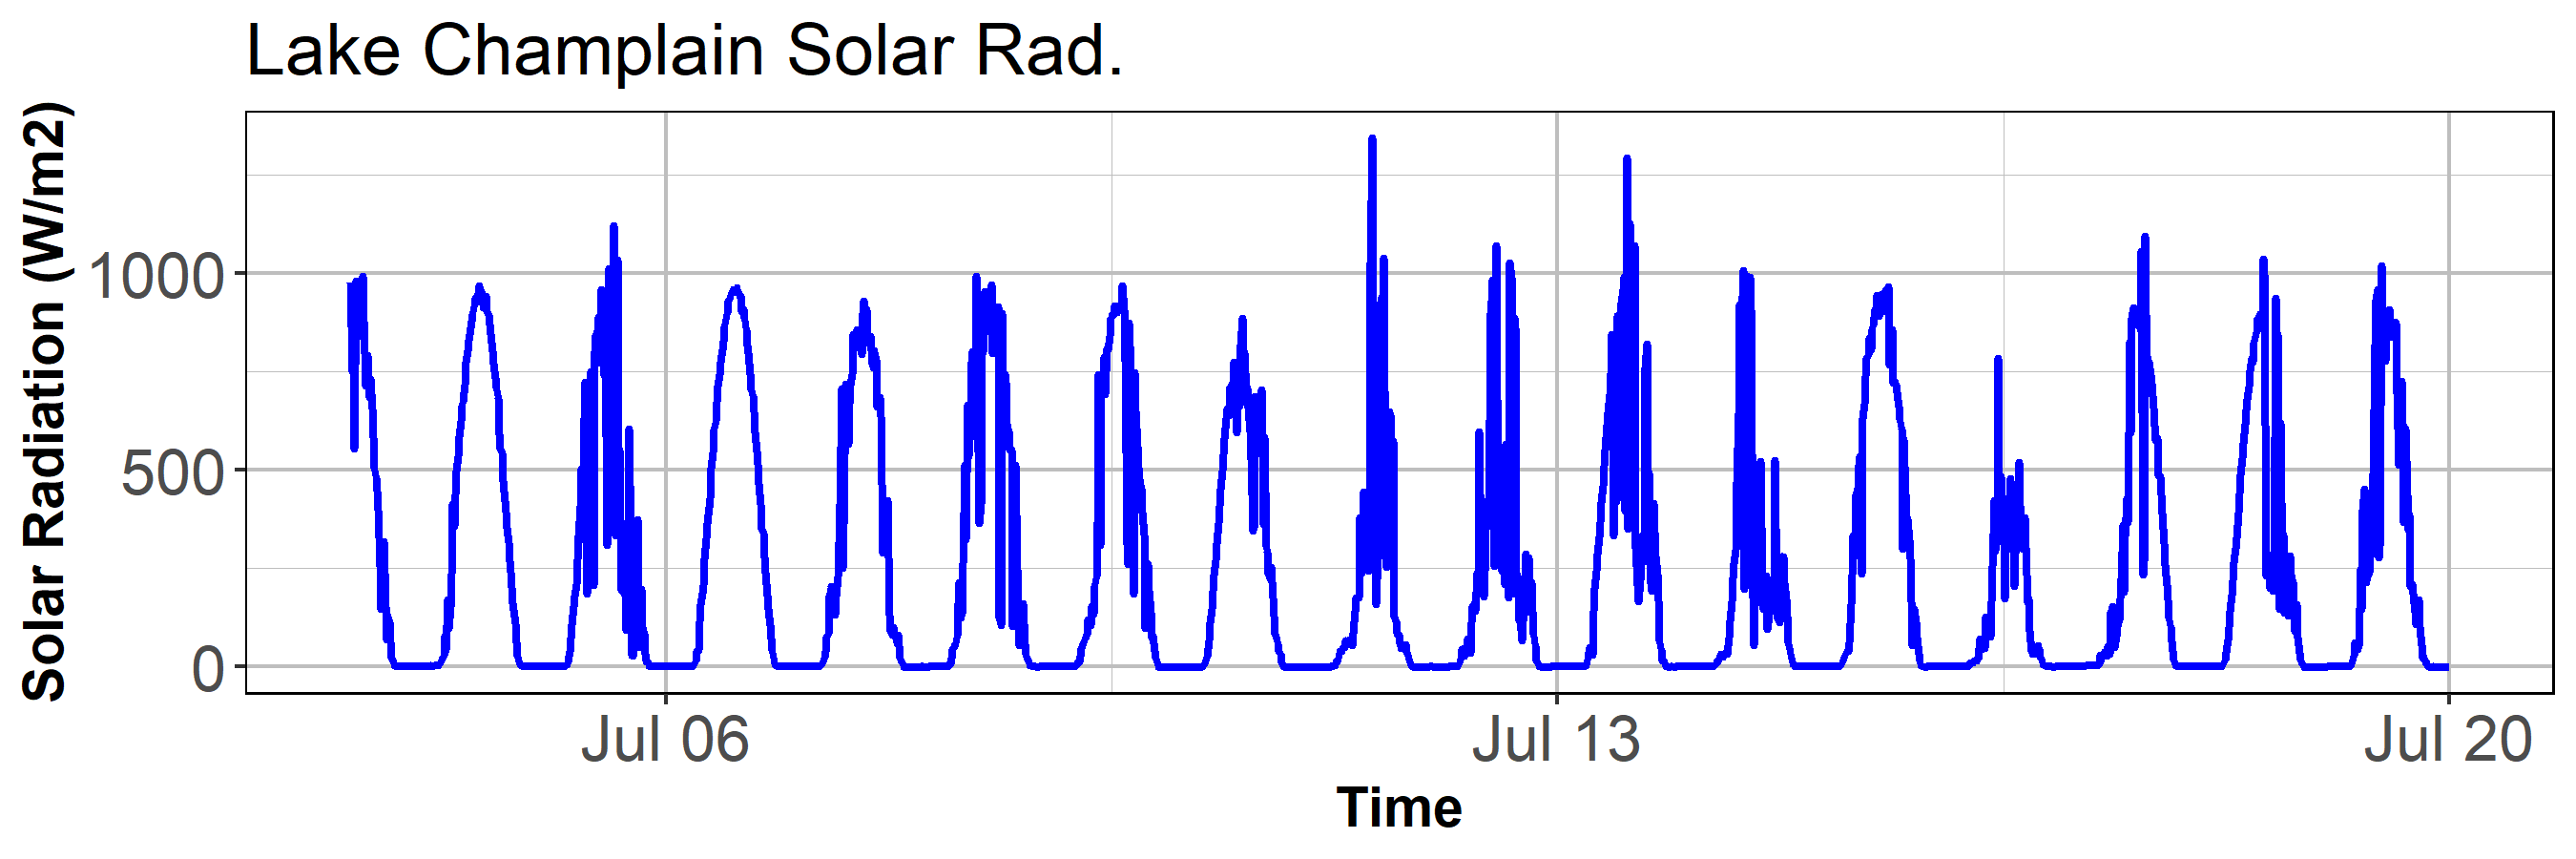 Lake Champlain Solar Rad.
Solar Radiation (W/m2)
1000
500
0
Jul 06
Jul 13
Jul 20
Time